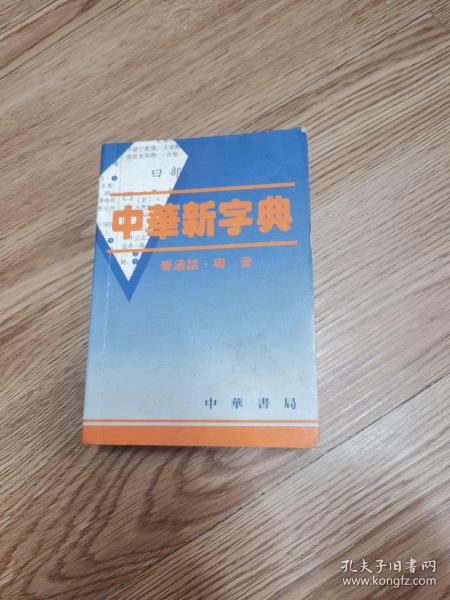 日部
中華新字典
普通話·粵音
中華書局
孔夫子旧书网
www.kongfz.com